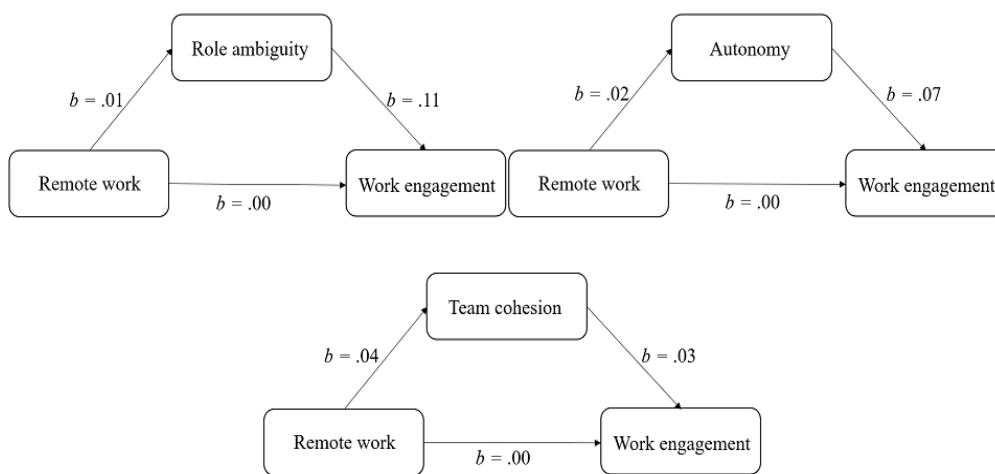 Role ambiguity
b = .01
b = .11
Remote work
Work engagement
b = .00
Autonomy
b = .02
b = .07
Remote work
Work engagement
b = .00
Team cohesion
b = .04
b = .03
Remote work
Work engagement
b = .00